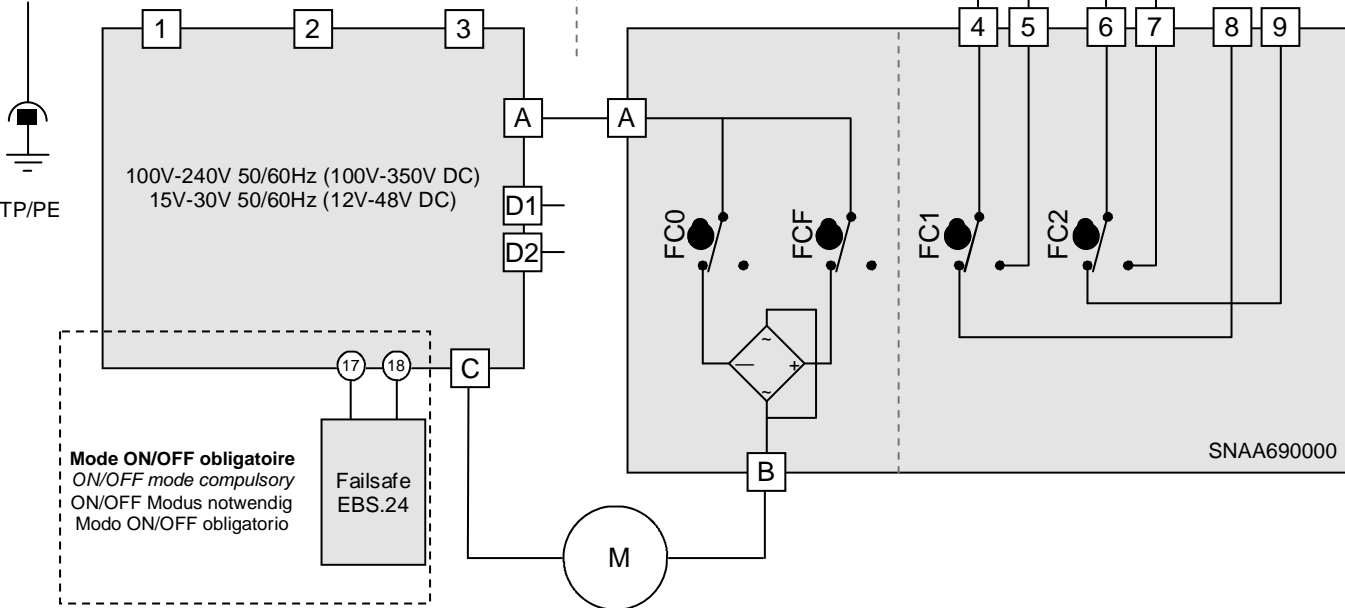 1
2
3
4
5
6
7
8
9
A
A
100V-240V 50/60Hz (100V-350V DC)
15V-30V 50/60Hz (12V-48V DC)
TP/PE
D1
D2
FC0
FCF
FC1
FC2
~
—
+
~
17
18
C
SNAA690000
Mode ON/OFF obligatoire
ON/OFF mode compulsory
ON/OFF Modus notwendig
Modo ON/OFF obligatorio
Failsafe
EBS.24
B
M